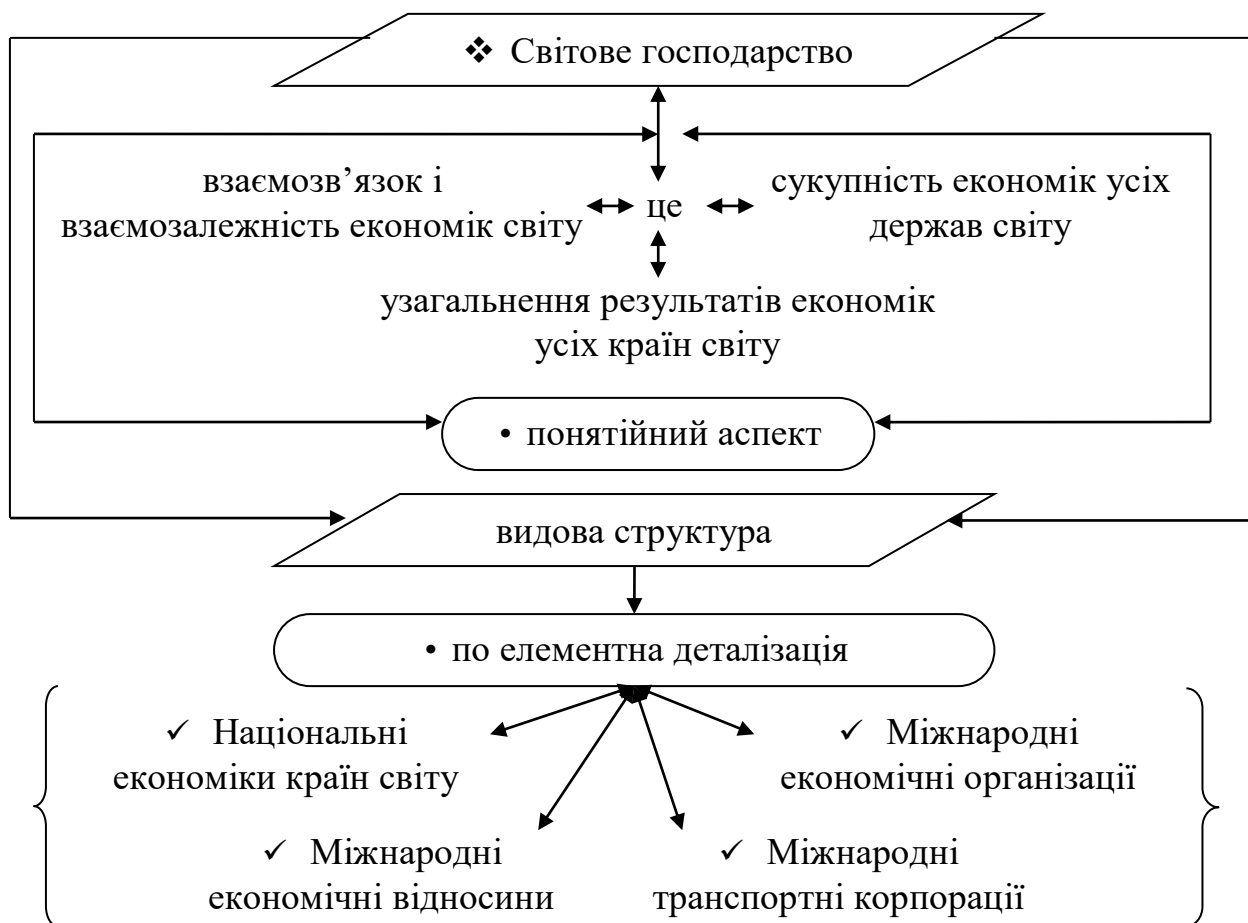 ❖ Світове господарство
взаємозв’язок і
взаємозалежність економік світу
це
сукупність економік усіх
держав світу
узагальнення результатів економік
усіх країн світу
• понятійний аспект
видова структура
• по елементна деталізація
✓ Національні
економіки країн світу
✓ Міжнародні
економічні організації
✓ Міжнародні
економічні відносини
✓ Міжнародні
транспортні корпорації